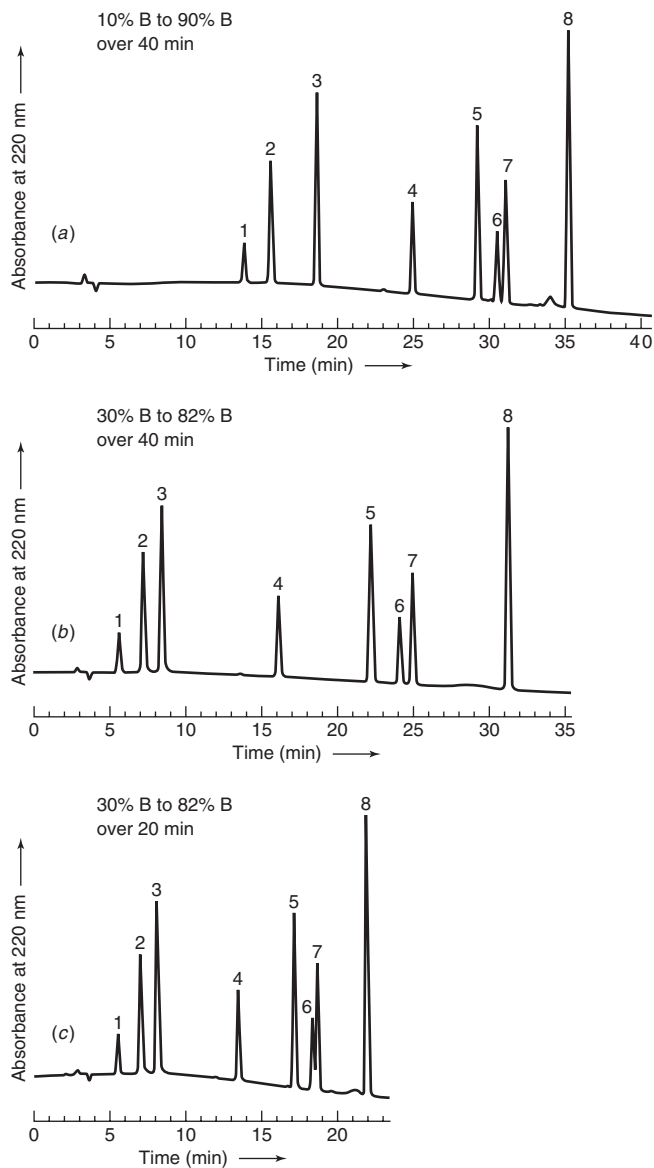 10% B to 90% B
over 40 min
Absorbance at 220 nm
(a)
1
2
3
4
5
6
7
8
0 5 10 15 20 25 30 35 40
Time (min)
30% B to 82% B
over 40 min
Absorbance at 220 nm
(b)
1
2
3
4
5
6
7
8
0 5 10 15 20 25 30 35
Time (min)
30% B to 82% B
over 20 min
Absorbance at 220 nm
(c)
1
2
3
4
5
6
7
8
0 5 10 15 20
Time (min)